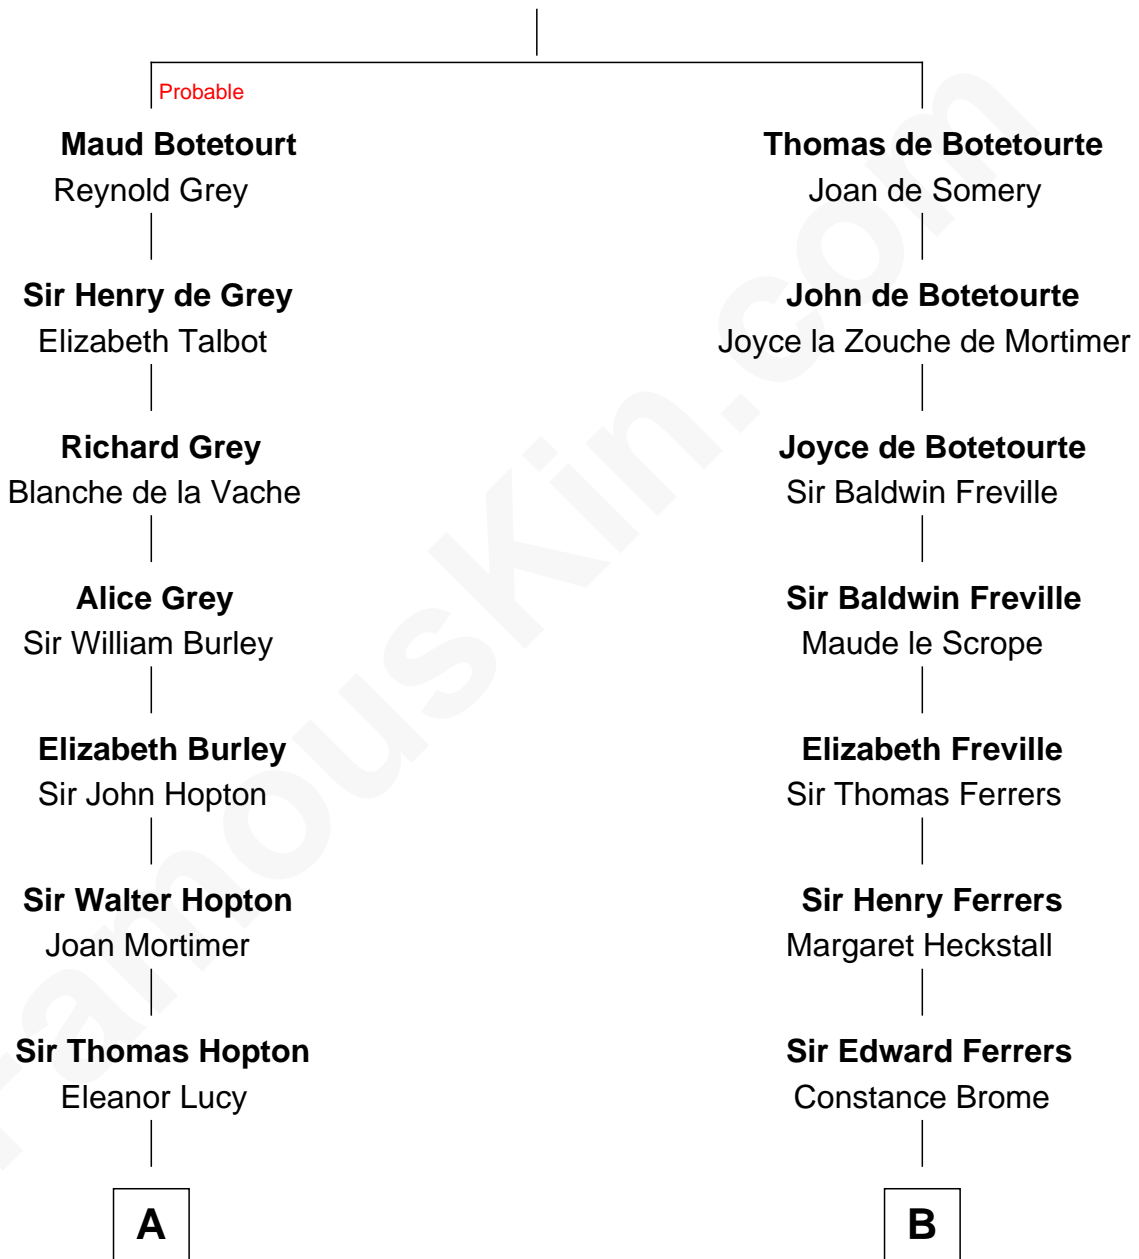 Probable
Maud Botetourt
Reynold Grey
Thomas de Botetourte
Joan de Somery
Sir Henry de Grey
Elizabeth Talbot
John de Botetourte
Joyce la Zouche de Mortimer
Richard Grey
Blanche de la Vache
Joyce de Botetourte
Sir Baldwin Freville
Alice Grey
Sir William Burley
Sir Baldwin Freville
Maude le Scrope
Elizabeth Burley
Sir John Hopton
Elizabeth Freville
Sir Thomas Ferrers
Sir Walter Hopton
Joan Mortimer
Sir Henry Ferrers
Margaret Heckstall
Sir Thomas Hopton
Eleanor Lucy
Sir Edward Ferrers
Constance Brome
A
B
FamousKin.com